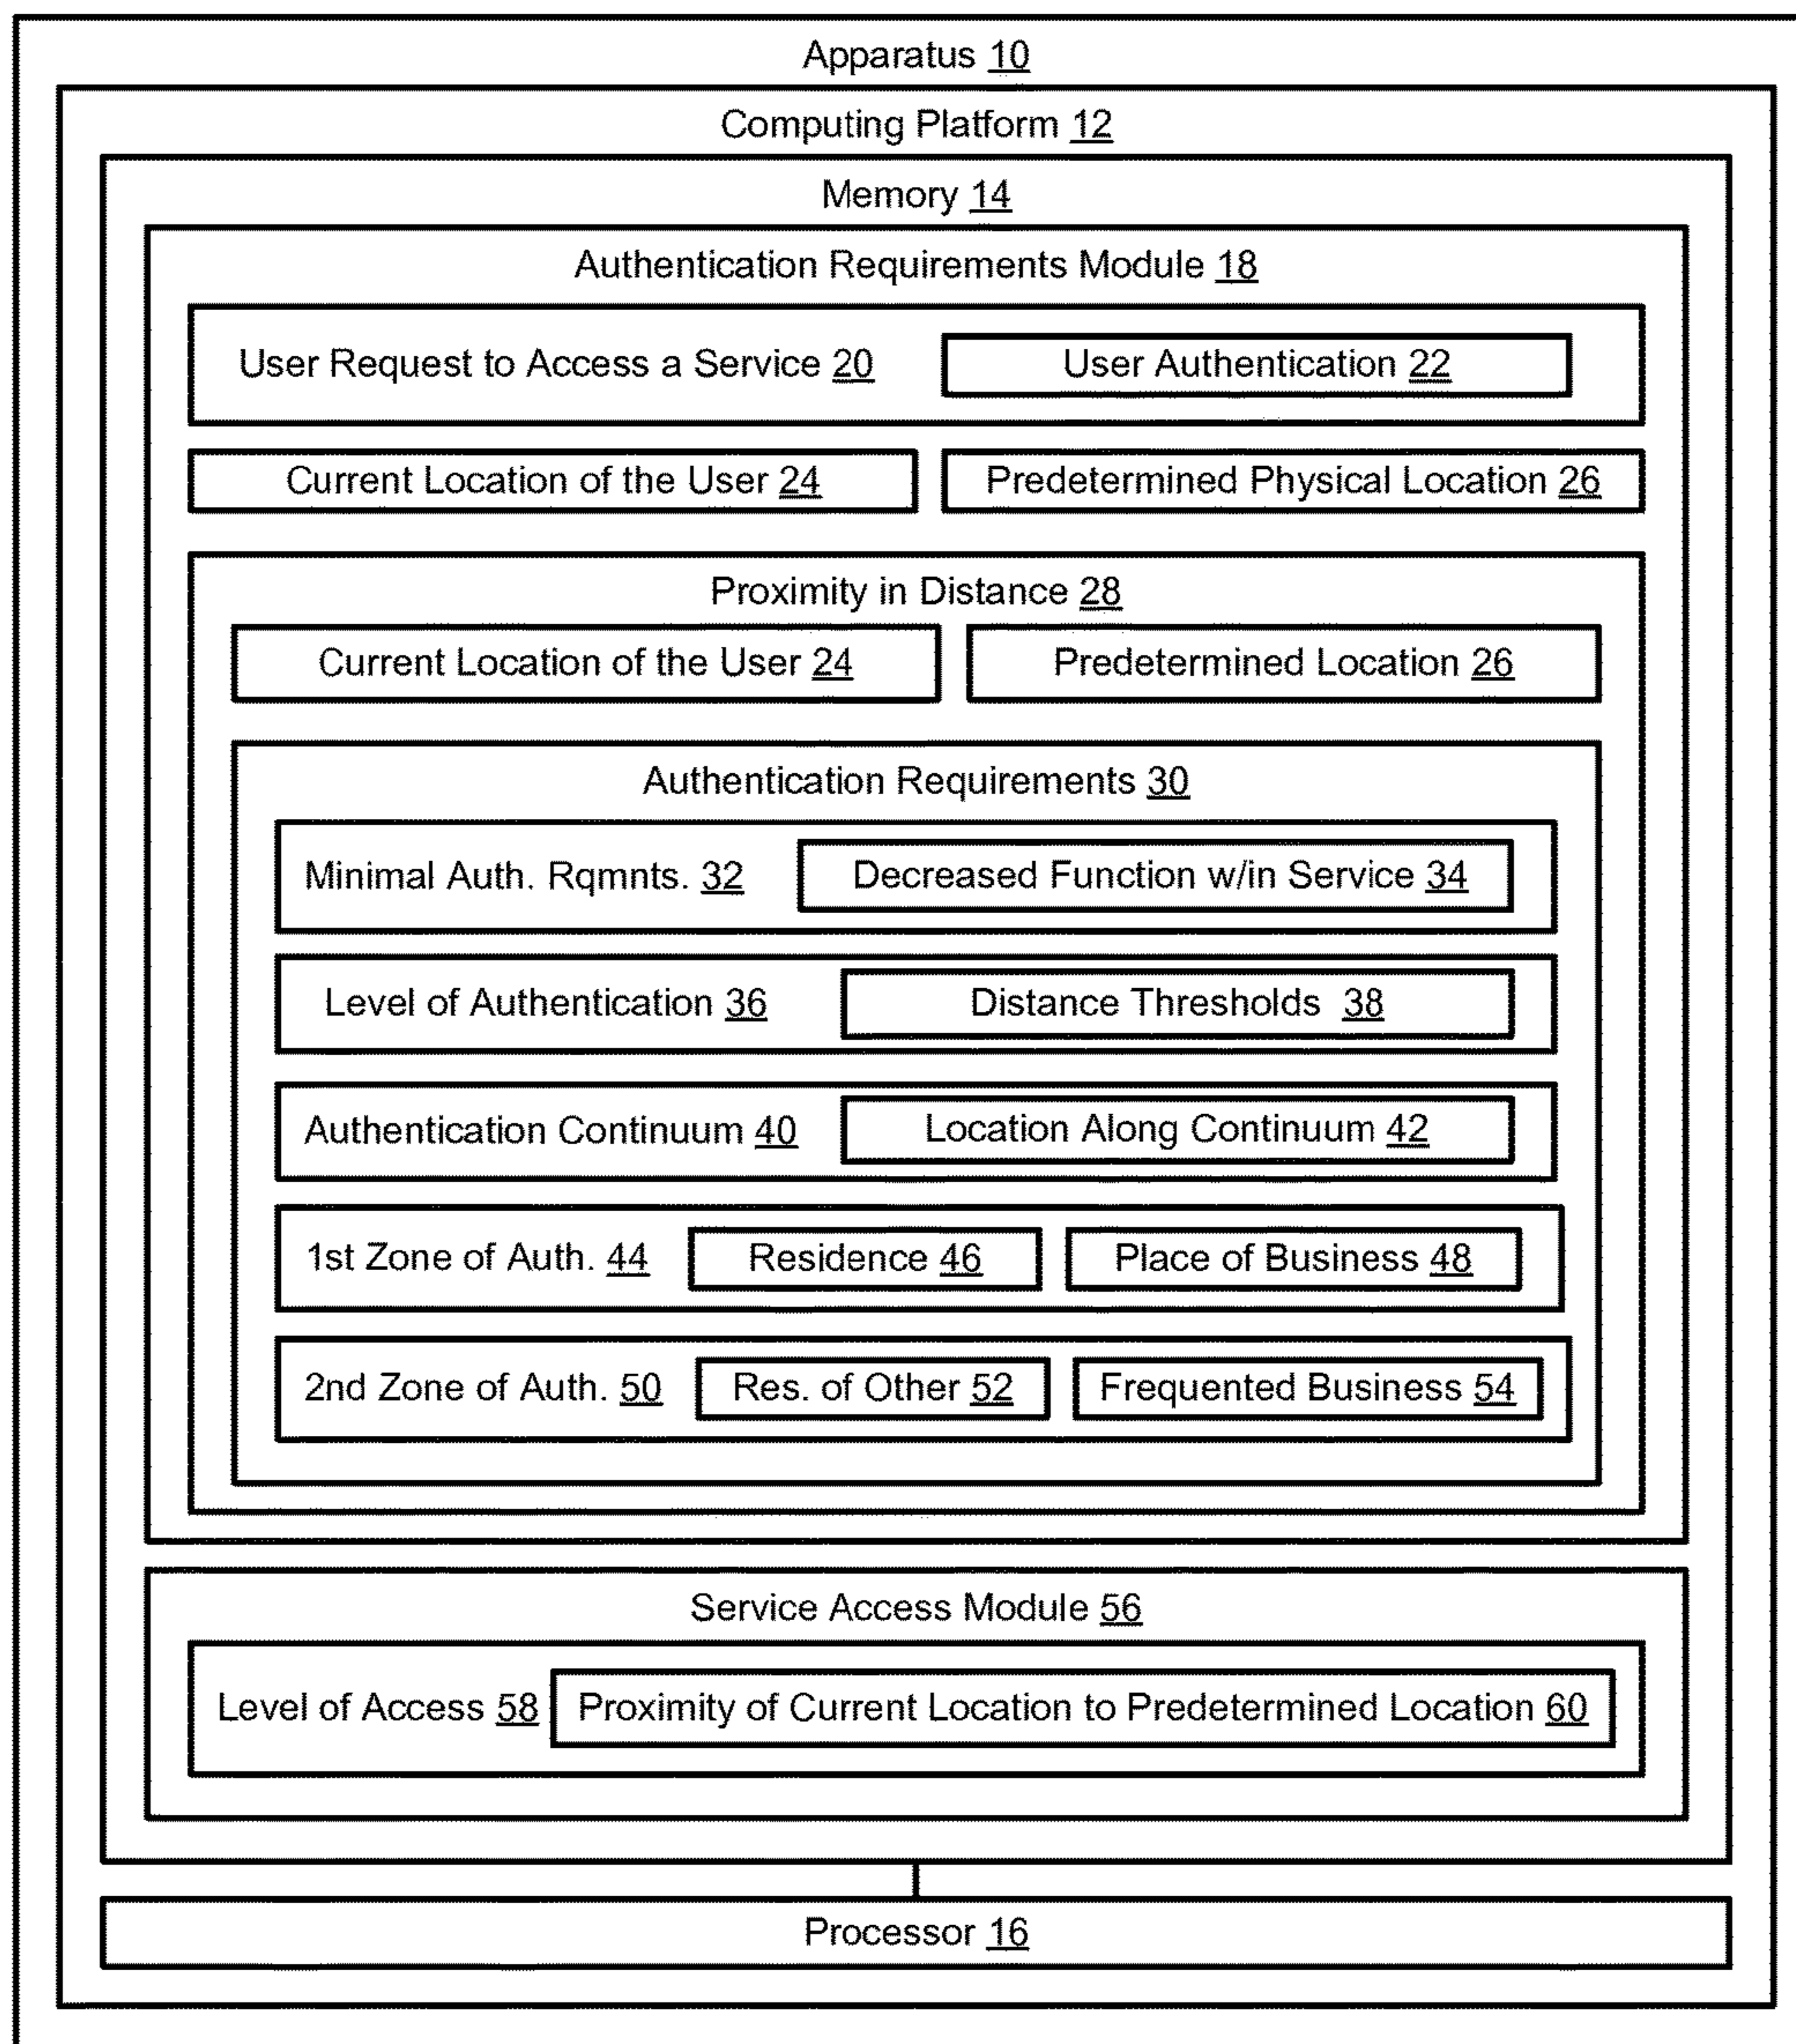 Apparatus 10
Computing Platform 12
Memory 14
Authentication Requirements Module 18
User Request to Access a Service 20
User Authentication 22
Current Location of the User 24
Predetermined Physical Location 26
Proximity in Distance 28
Current Location of the User 24
Predetermined Location 26
Authentication Requirements 30
Minimal Auth. Rqmnts. 32
Decreased Function w/in Service 34
Level of Authentication 36
Distance Thresholds 38
Authentication Continuum 40
Location Along Continuum 42
1st Zone of Auth. 44
Residence 46
Place of Business 48
2nd Zone of Auth. 50
Res. of Other 52
Frequented Business 54
Service Access Module 56
Level of Access 58
Proximity of Current Location to Predetermined Location 60
Processor 16